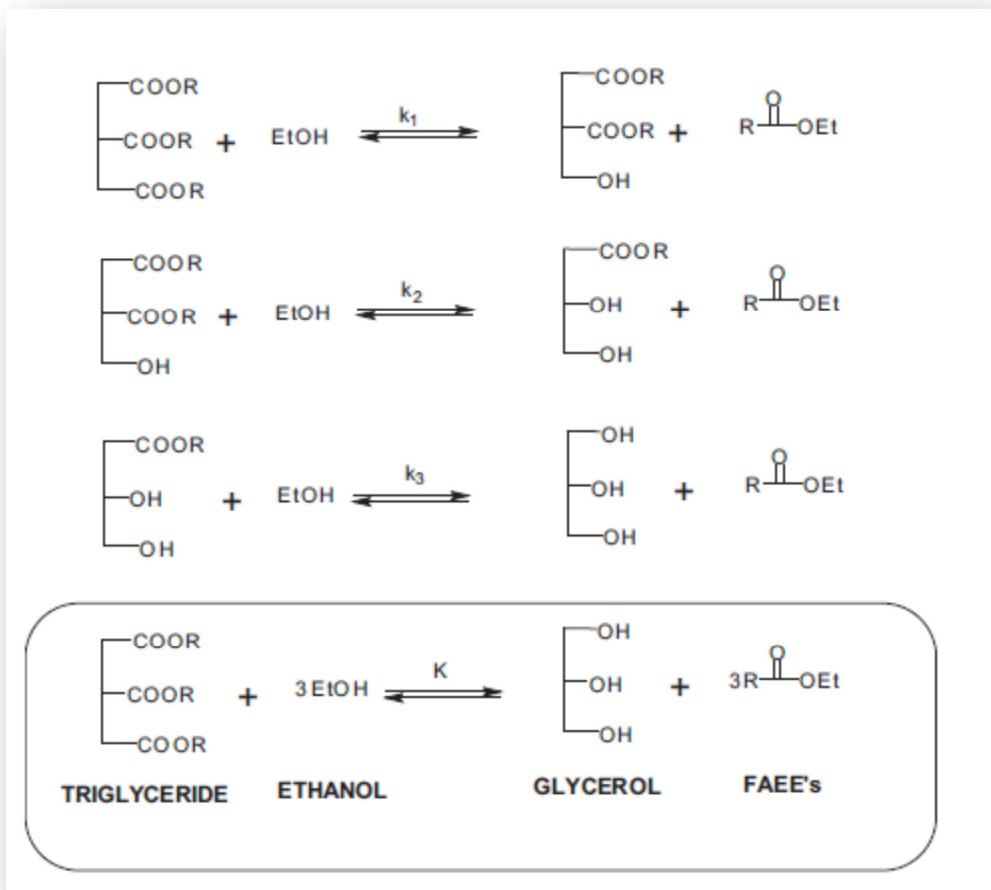 COOR COOR
k1
COOR + EtOH COOR + R O OEt
COOR OH
COOR COOR
k2
COOR + EtOH OH + R O OEt
OH OH
COOR OH
k3
OH + EtOH OH + R O OEt
OH OH
COOR OH
K
COOR + 3EtOH OH + 3R O OEt
COOR OH
TRIGLYCERIDE ETHANOL GLYCEROL FAEE's